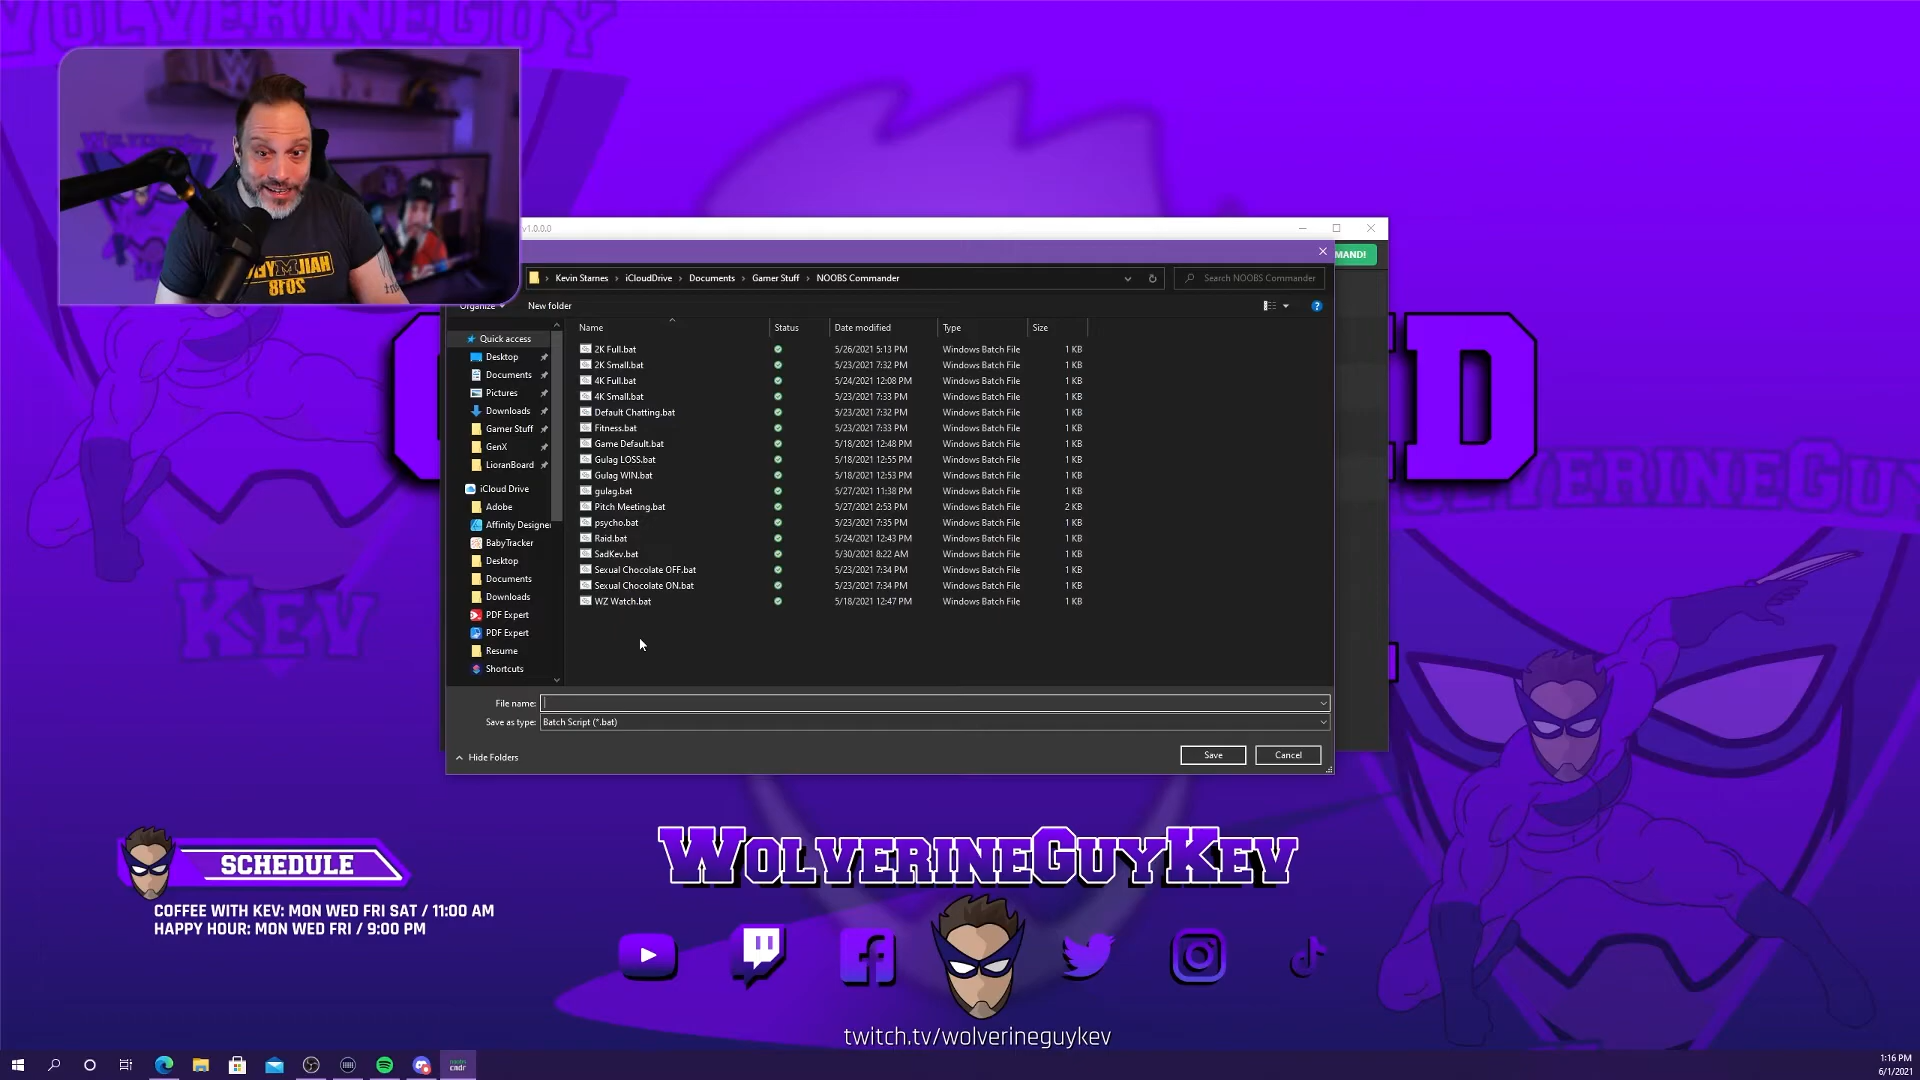 WOLVERINEGUY
WOLVERINEGUY
HAIL YES!
2018
v1.0.0.0
MAND!
Kevin Starnes › iCloudDrive › Documents › Gamer Stuff › NOOBS Commander
Search NOOBS Commander
Organize
New folder
Name Status Date modified Type Size
Quick access
Desktop
Documents
Pictures
Downloads
Gamer Stuff
GenX
LioranBoard
iCloud Drive
Adobe
Affinity Designer
BabyTracker
Desktop
Documents
Downloads
PDF Expert
PDF Expert
Resume
Shortcuts
2K Full.bat 5/26/2021 5:13 PM Windows Batch File 1 KB
2K Small.bat 5/23/2021 7:32 PM Windows Batch File 1 KB
4K Full.bat 5/24/2021 12:08 PM Windows Batch File 1 KB
4K Small.bat 5/23/2021 7:33 PM Windows Batch File 1 KB
Default Chatting.bat 5/23/2021 7:32 PM Windows Batch File 1 KB
Fitness.bat 5/23/2021 7:33 PM Windows Batch File 1 KB
Game Default.bat 5/18/2021 12:48 PM Windows Batch File 1 KB
Gulag LOSS.bat 5/18/2021 12:55 PM Windows Batch File 1 KB
Gulag WIN.bat 5/18/2021 12:53 PM Windows Batch File 1 KB
gulag.bat 5/27/2021 11:38 PM Windows Batch File 1 KB
Pitch Meeting.bat 5/27/2021 2:53 PM Windows Batch File 2 KB
psycho.bat 5/23/2021 7:35 PM Windows Batch File 1 KB
Raid.bat 5/24/2021 12:43 PM Windows Batch File 1 KB
SadKev.bat 5/30/2021 8:22 AM Windows Batch File 1 KB
Sexual Chocolate OFF.bat 5/23/2021 7:34 PM Windows Batch File 1 KB
Sexual Chocolate ON.bat 5/23/2021 7:34 PM Windows Batch File 1 KB
WZ Watch.bat 5/18/2021 12:47 PM Windows Batch File 1 KB
File name:
Save as type: Batch Script (*.bat)
Hide Folders
Save
Cancel
D
KEV
SCHEDULE
COFFEE WITH KEV: MON WED FRI SAT / 11:00 AM
HAPPY HOUR: MON WED FRI / 9:00 PM
WOLVERINEGUYKEV
twitch.tv/wolverineguykev
noobs
cmdr
1:16 PM
6/1/2021